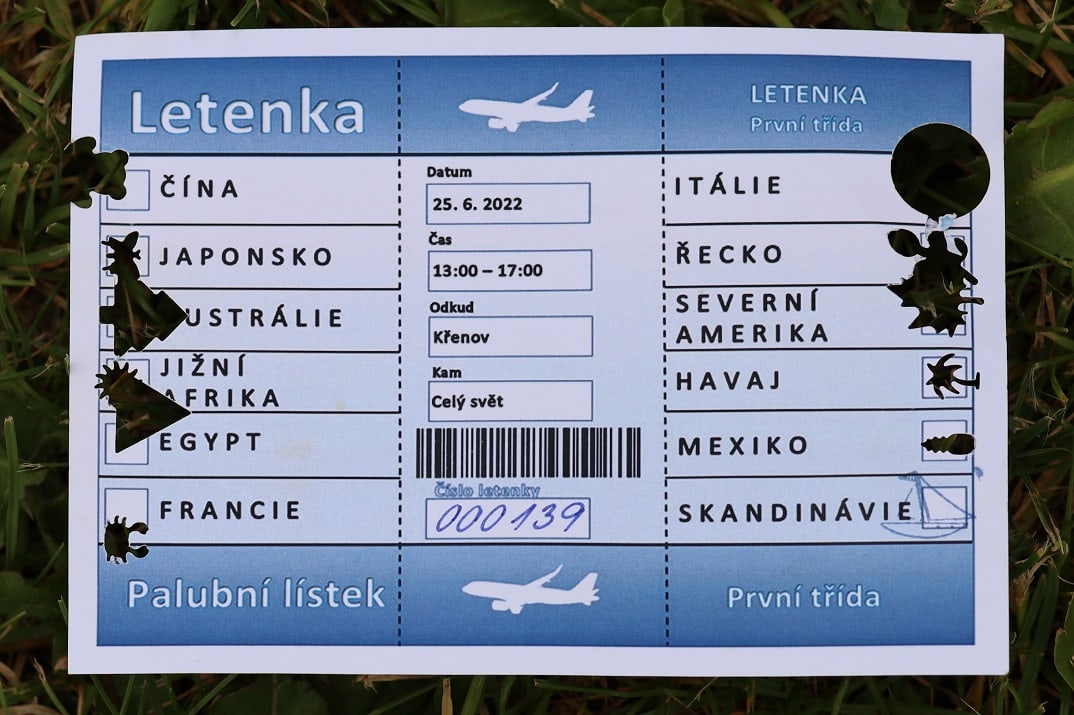 Letenka
LETENKA
První třída
ČÍNA
JAPONSKO
USTRÁLIE
JIŽNÍ
AFRIKA
EGYPT
FRANCIE
Datum
25. 6. 2022
Čas
13:00 – 17:00
Odkud
Křenov
Kam
Celý svět
Číslo letenky
000139
ITÁLIE
ŘECKO
SEVERNÍ
AMERIKA
HAVAJ
MEXIKO
SKANDINÁVIE
Palubní lístek
První třída